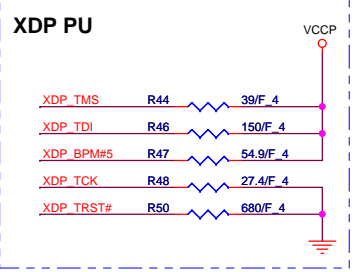 XDP PU
VCCP
XDP_TMS R44 39/F_4
XDP_TDI R46 150/F_4
XDP_BPM#5 R47 54.9/F_4
XDP_TCK R48 27.4/F_4
XDP_TRST# R50 680/F_4